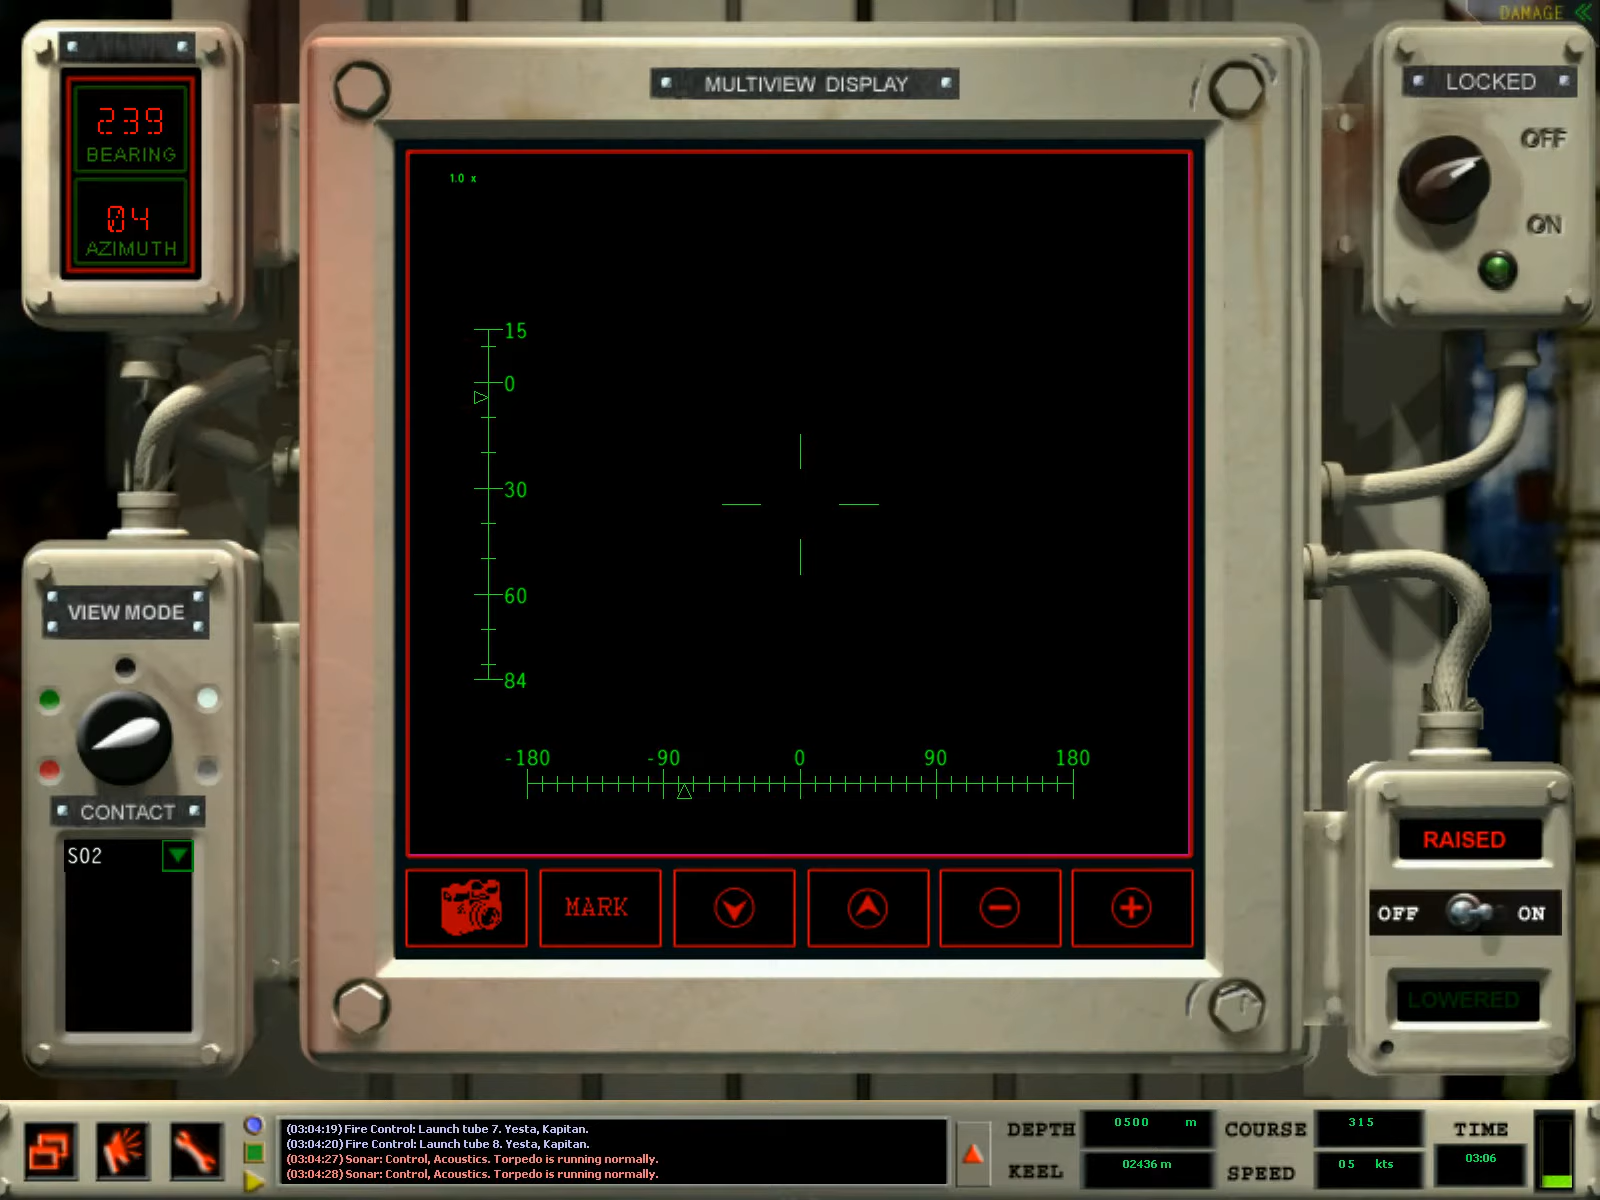 DAMAGE
MULTIVIEW DISPLAY
LOCKED
OFF
ON
239
BEARING
04
AZIMUTH
1.0 x
15
0
30
60
84
-180 -90 0 90 180
VIEW MODE
CONTACT
S02
MARK
RAISED
OFF ON
LOWERED
(03:04:19) Fire Control: Launch tube 7. Yesta, Kapitan.
(03:04:20) Fire Control: Launch tube 8. Yesta, Kapitan.
(03:04:27) Sonar: Control, Acoustics. Torpedo is running normally.
(03:04:28) Sonar: Control, Acoustics. Torpedo is running normally.
DEPTH 0500 m
KEEL 02436 m
COURSE 315
SPEED 05 kts
TIME
03:06